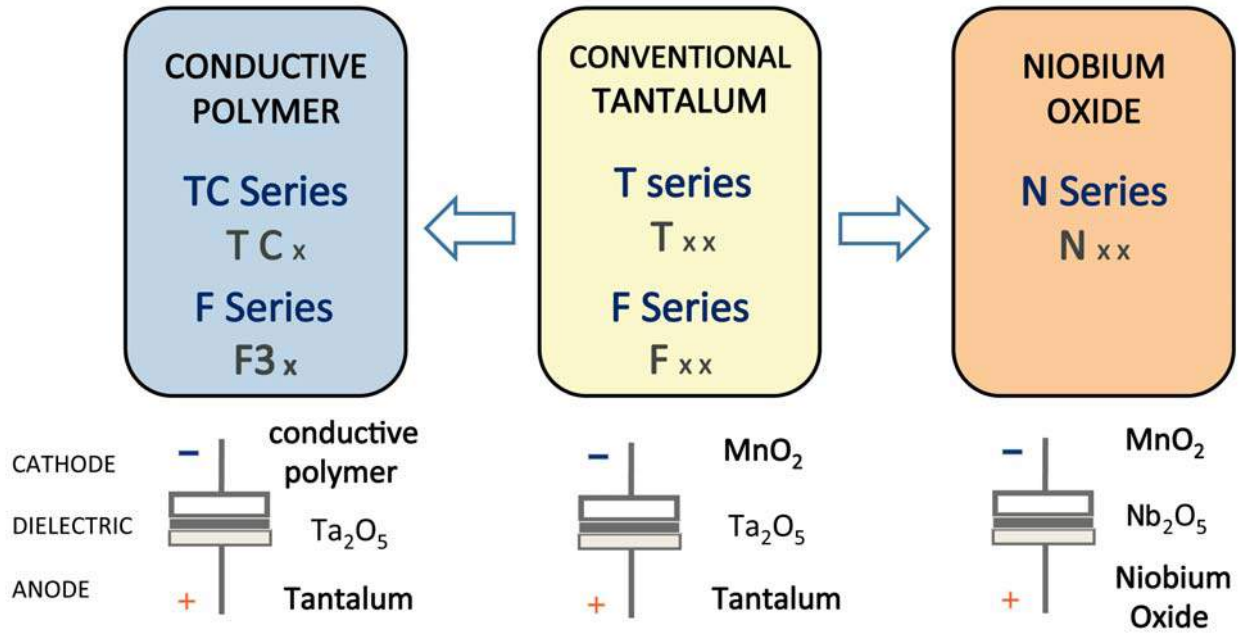 CONDUCTIVE
POLYMER
TC Series
T C x
F Series
F3 x
CONVENTIONAL
TANTALUM
T series
T x x
F Series
F x x
NIOBIUM
OXIDE
N Series
N x x
CATHODE
DIELECTRIC
ANODE
−
conductive
polymer
Ta₂O₅
+
Tantalum
−
MnO₂
Ta₂O₅
+
Tantalum
−
MnO₂
Nb₂O₅
+
Niobium
Oxide